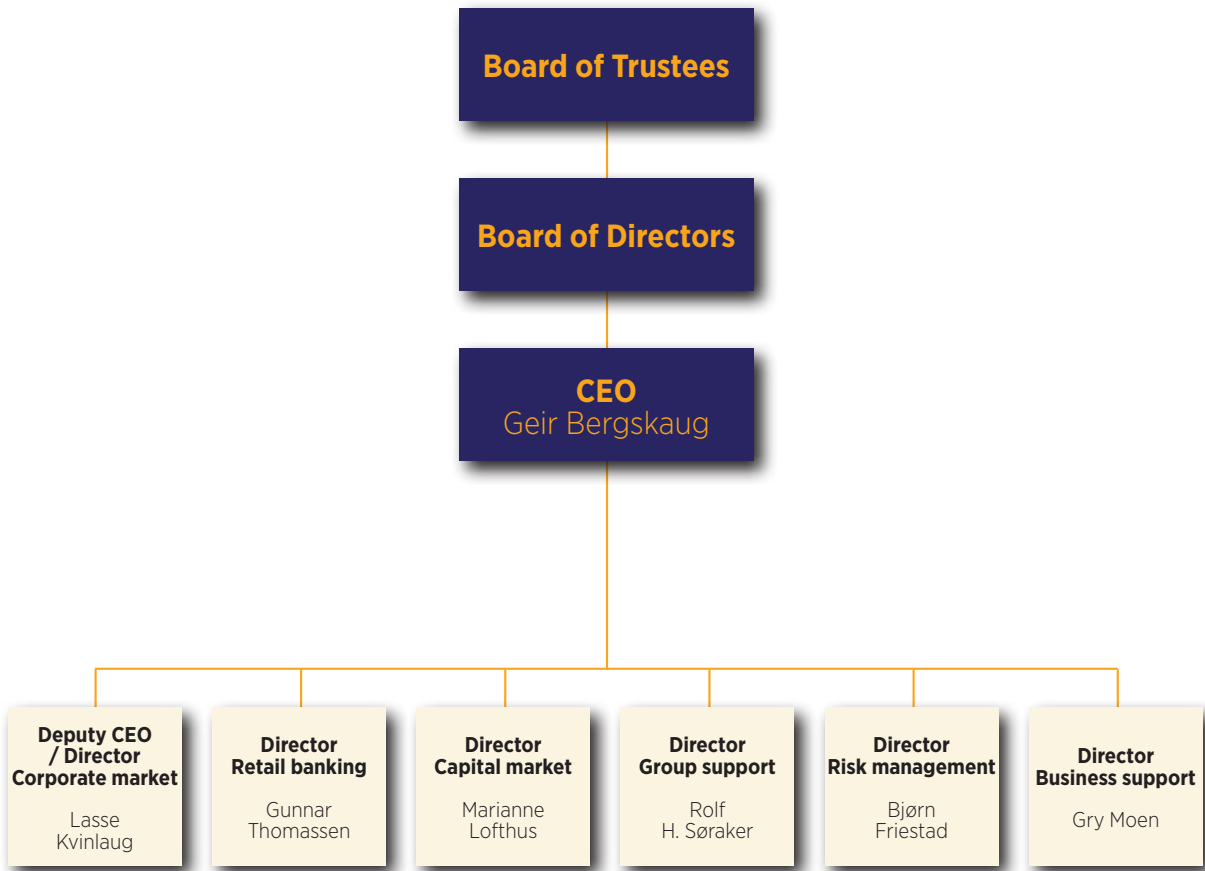 Board of Trustees
Board of Directors
CEO
Geir Bergskaug
Deputy CEO
/ Director
Corporate market
Lasse
Kvinlaug
Director
Retail banking
Gunnar
Thomassen
Director
Capital market
Marianne
Lofthus
Director
Group support
Rolf
H. Søraker
Director
Risk management
Bjørn
Friestad
Director
Business support
Gry Moen